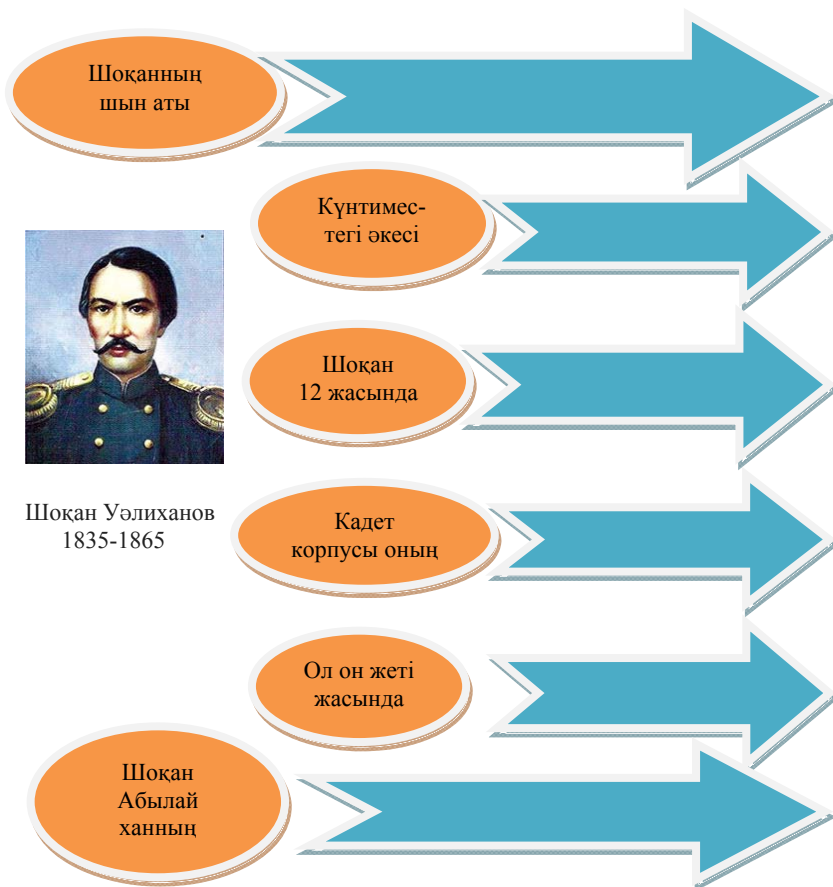 Шоқанның
шын аты
Күнтимес-
тегі әкесі
Шоқан
12 жасында
Шоқан Уәлиханов
1835-1865
Кадет
корпусы оның
Ол он жеті
жасында
Шоқан
Абылай
ханның